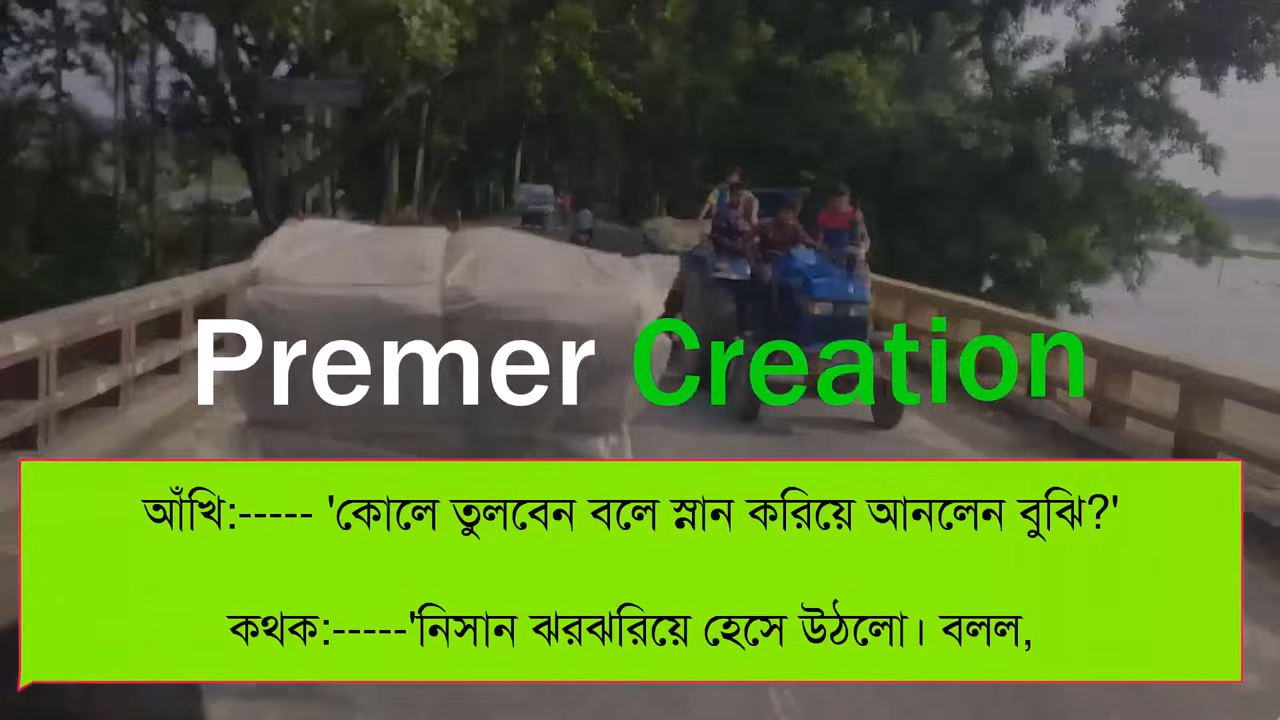 Premer Creation
আঁখি:----- 'কোলে তুলবেন বলে স্নান করিয়ে আনলেন বুঝি?'
কথক:-----'নিসান ঝরঝরিয়ে হেসে উঠলো। বলল,